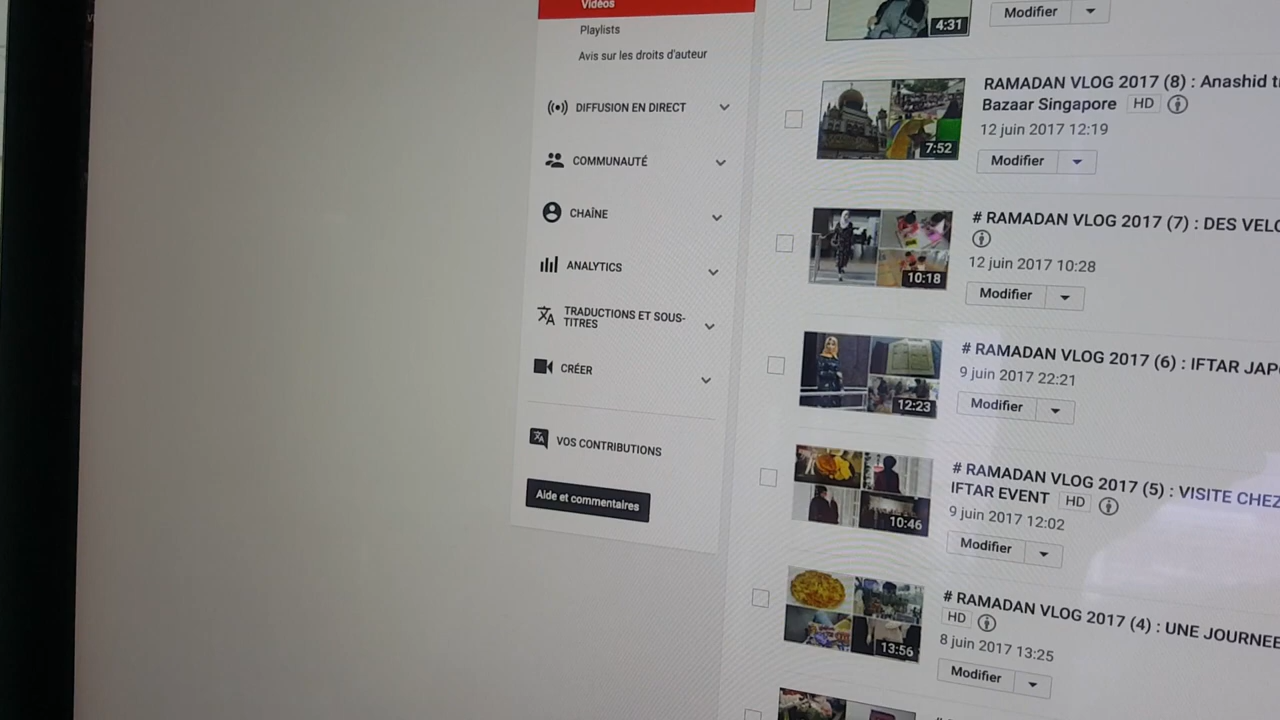 Vidéos
Playlists
Avis sur les droits d'auteur
DIFFUSION EN DIRECT
COMMUNAUTÉ
CHAÎNE
ANALYTICS
TRADUCTIONS ET SOUS-
TITRES
CRÉER
VOS CONTRIBUTIONS
Aide et commentaires
4:31
Modifier
RAMADAN VLOG 2017 (8) : Anashid
Bazaar Singapore HD
12 juin 2017 12:19
7:52
Modifier
# RAMADAN VLOG 2017 (7) : DES
12 juin 2017 10:28
10:18
Modifier
# RAMADAN VLOG 2017 (6) : IFTAR
9 juin 2017 22:21
12:23
Modifier
# RAMADAN VLOG 2017 (5) : VISITE CHEZ
IFTAR EVENT HD
9 juin 2017 12:02
10:46
Modifier
# RAMADAN VLOG 2017 (4) : UNE JOURNEE
HD
8 juin 2017 13:25
13:56
Modifier